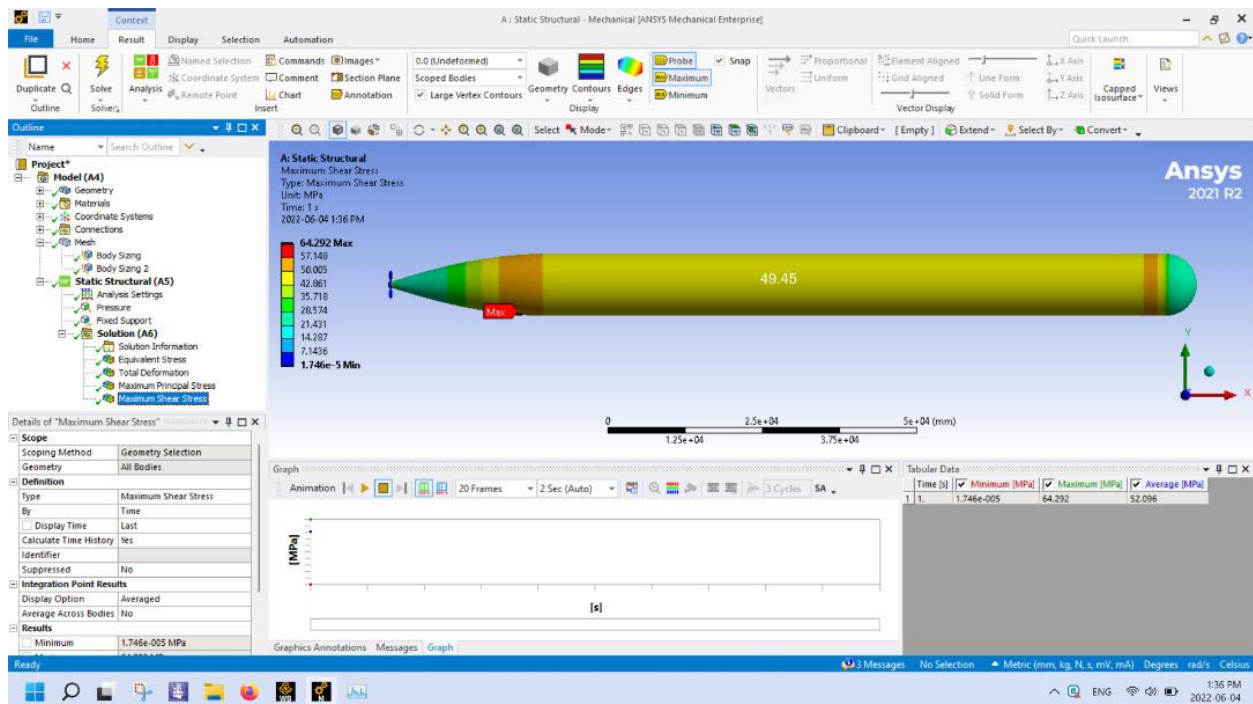 Context
A : Static Structural - Mechanical [ANSYS Mechanical Enterprise]
File Home Result Display Selection Automation
Quick Launch
Duplicate Q
Solve
Analysis
Named Selection
Coordinate System
Remote Point
Commands
Comment
Chart
Images
Section Plane
Annotation
0.0 (Undeformed)
Scoped Bodies
Large Vertex Contours
Geometry Contours Edges
Probe
Maximum
Minimum
Snap
Vectors
Proportional
Uniform
Element Aligned
Grid Aligned
Line Form
Solid Form
X Axis
Y Axis
Z Axis
Capped
Isosurface
Views
Outline Solver Insert Display Vector Display
Outline
Name Search Outline
Select Mode Clipboard [Empty] Extend Select By Convert
Project*
Model (A4)
Geometry
Materials
Coordinate Systems
Connections
Mesh
Body Sizing
Body Sizing 2
Static Structural (A5)
Analysis Settings
Pressure
Fixed Support
Solution (A6)
Solution Information
Equivalent Stress
Total Deformation
Maximum Principal Stress
Maximum Shear Stress
A: Static Structural
Maximum Shear Stress
Type: Maximum Shear Stress
Unit: MPa
Time: 1 s
2022-06-04 1:36 PM
64.292 Max
57.148
50.005
42.861
35.718
28.574
21.431
14.287
7.1436
1.746e-5 Min
Ansys
2021 R2
49.45
Max
Y
X
0 2.5e+04 5e+04 (mm)
1.25e+04 3.75e+04
Details of "Maximum Shear Stress"
Scope
Scoping Method Geometry Selection
Geometry All Bodies
Definition
Type Maximum Shear Stress
By Time
Display Time Last
Calculate Time History Yes
Identifier
Suppressed No
Integration Point Results
Display Option Averaged
Average Across Bodies No
Results
Minimum 1.746e-005 MPa
Graph
Animation 20 Frames 2 Sec (Auto) 3 Cycles SA
[MPa]
[s]
Graphics Annotations Messages Graph
Tabular Data
Time [s] Minimum [MPa] Maximum [MPa] Average [MPa]
1 1. 1.746e-005 64.292 52.096
Ready
3 Messages No Selection Metric (mm, kg, N, s, mV, mA) Degrees rad/s Celsius
ENG
1:36 PM
2022-06-04